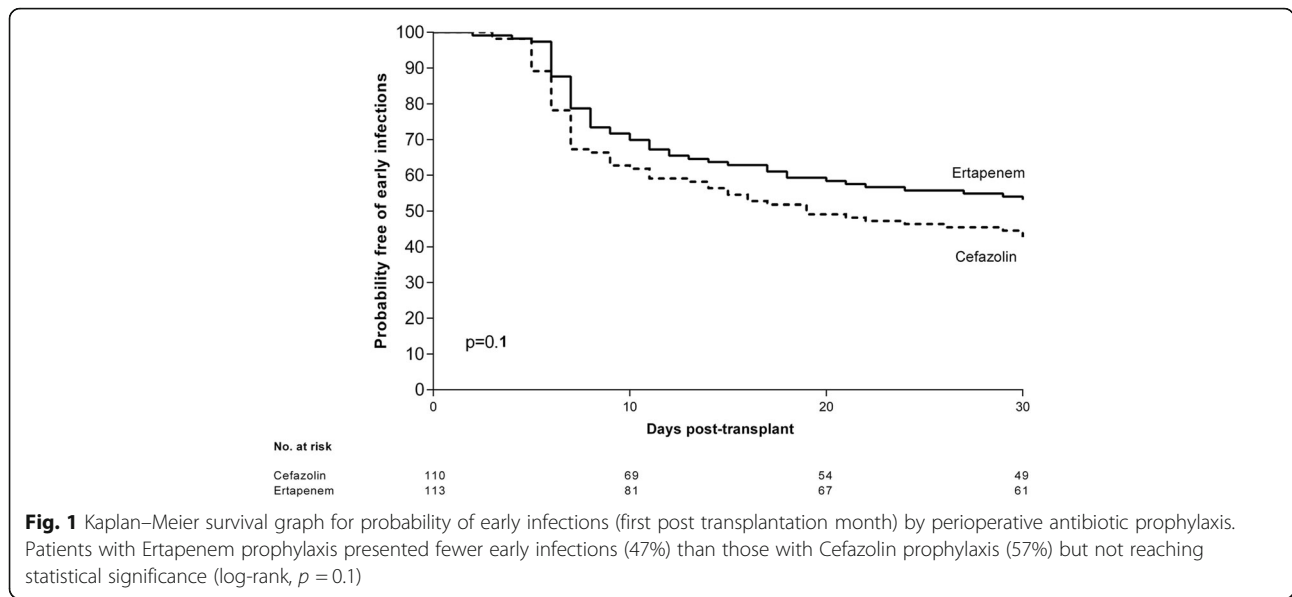 100
90
80
70
60
50
40
30
20
10
0
Probability free of early infections
Ertapenem
Cefazolin
p=0.1
0 10 20 30
Days post-transplant
No. at risk
Cefazolin 110 69 54 49
Ertapenem 113 81 67 61
Fig. 1 Kaplan–Meier survival graph for probability of early infections (first post transplantation month) by perioperative antibiotic prophylaxis.
Patients with Ertapenem prophylaxis presented fewer early infections (47%) than those with Cefazolin prophylaxis (57%) but not reaching
statistical significance (log-rank, p = 0.1)